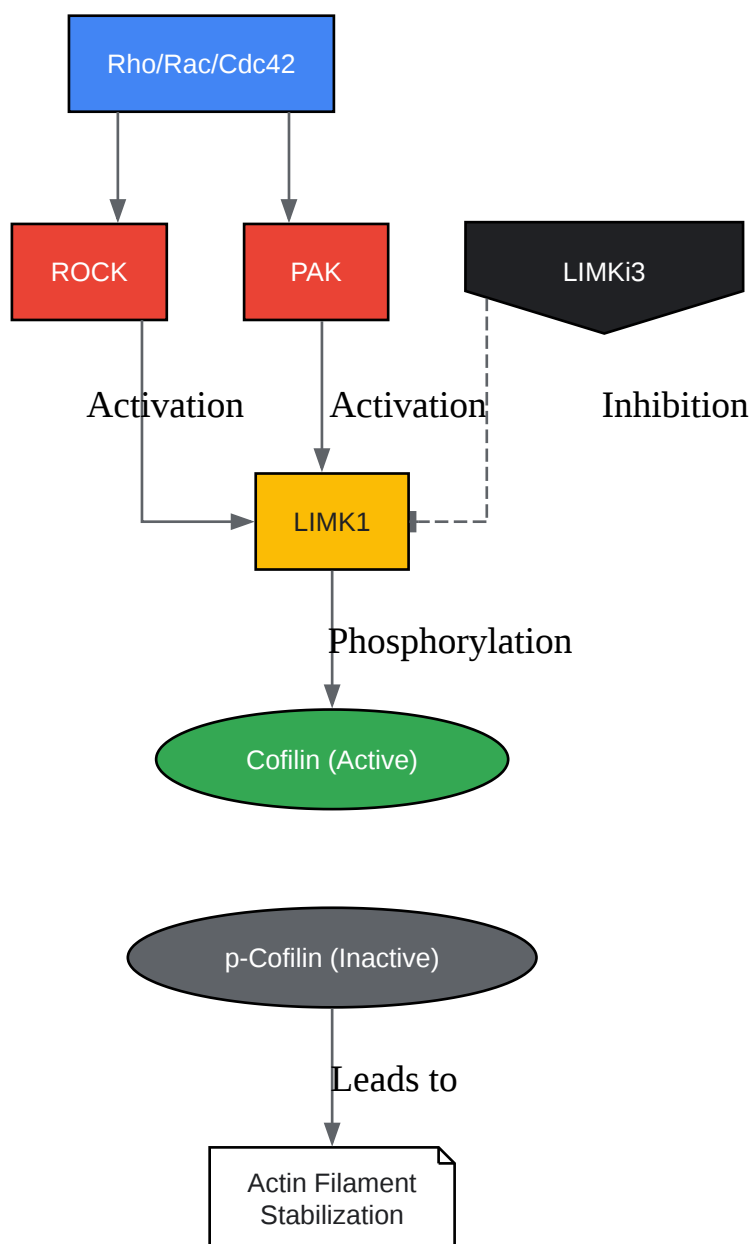 Rho/Rac/Cdc42
ROCK
PAK
LIMKi3
Activation
Activation
Inhibition
LIMK1
Phosphorylation
Cofilin (Active)
p-Cofilin (Inactive)
Leads to
Actin Filament
Stabilization